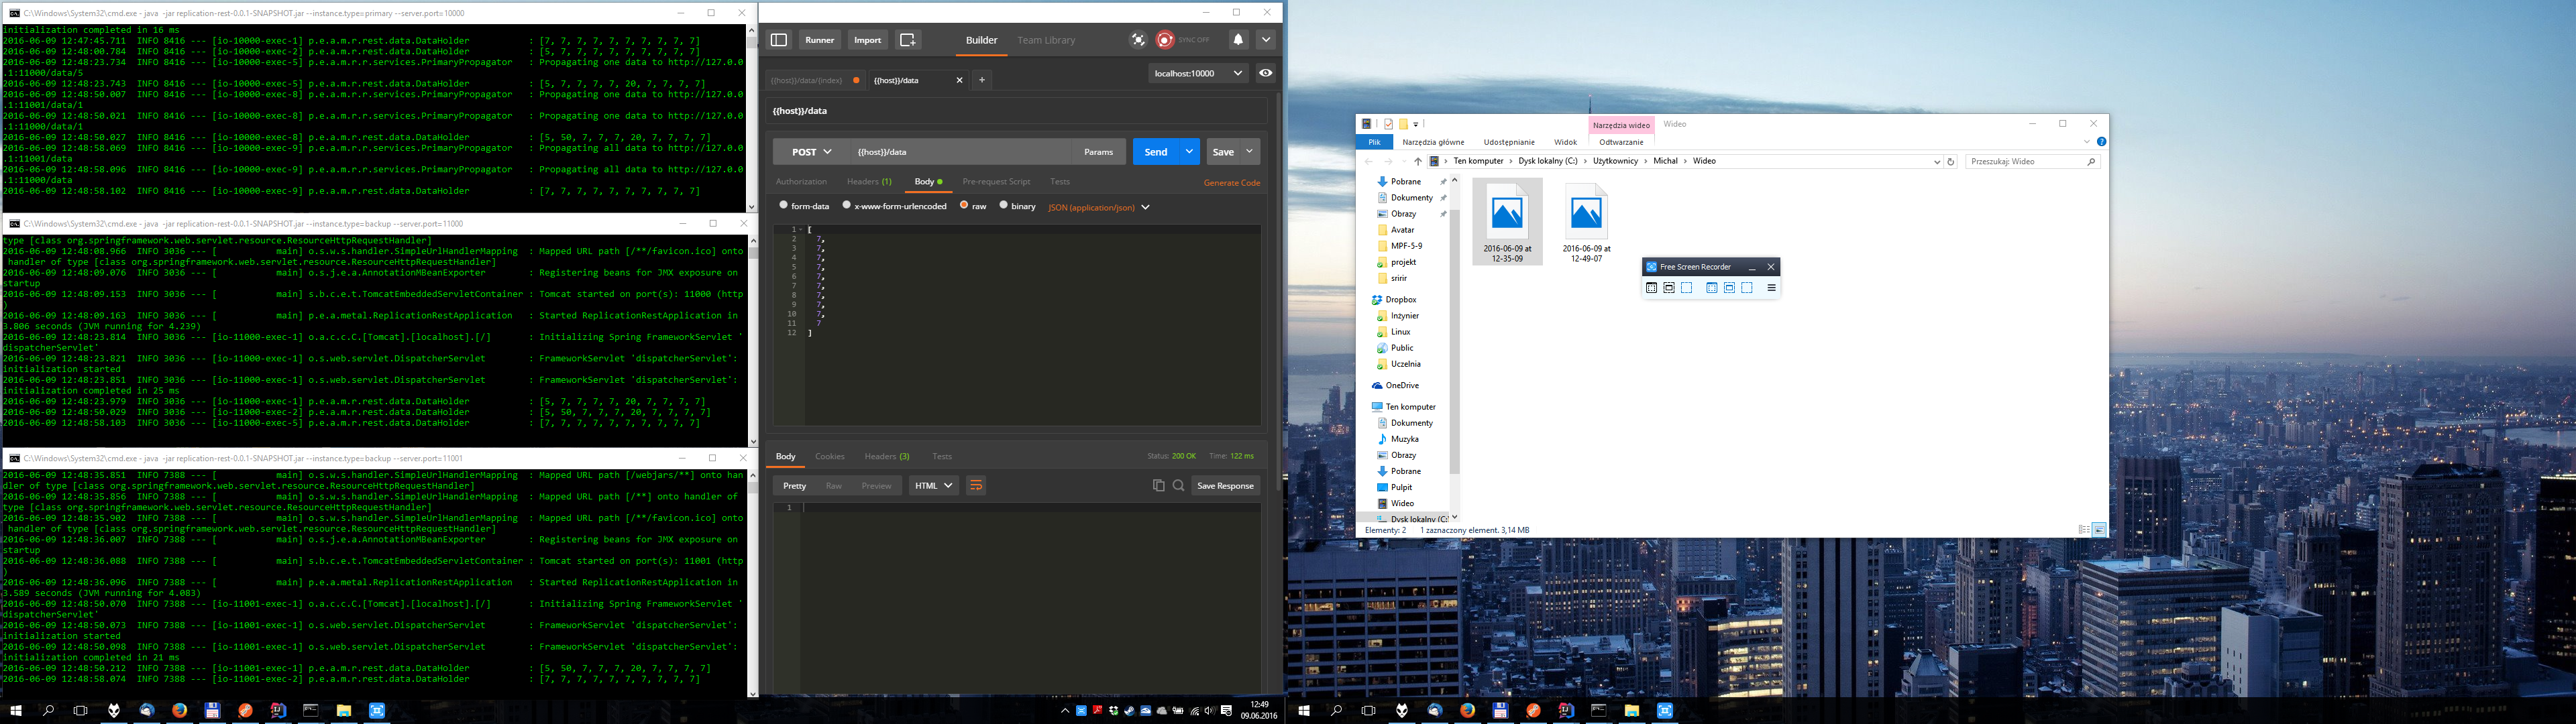 C:\Windows\System32\cmd.exe - java -jar replication-rest-0.0.1-SNAPSHOT.jar --instance.type=primary --server.port=10000
initialization completed in 16 ms
2016-06-09 12:47:45.711 INFO 8416 --- [io-10000-exec-1] p.e.a.m.r.rest.data.DataHolder : [7, 7, 7, 7, 7, 7, 7, 7, 7, 7]
2016-06-09 12:48:00.784 INFO 8416 --- [io-10000-exec-2] p.e.a.m.r.rest.data.DataHolder : [5, 7, 7, 7, 7, 7, 7, 7, 7, 7]
2016-06-09 12:48:23.734 INFO 8416 --- [io-10000-exec-5] p.e.a.m.r.r.services.PrimaryPropagator : Propagating one data to http://127.0.0
.1:11000/data/5
2016-06-09 12:48:23.743 INFO 8416 --- [io-10000-exec-5] p.e.a.m.r.rest.data.DataHolder : [5, 7, 7, 7, 7, 20, 7, 7, 7, 7]
2016-06-09 12:48:50.007 INFO 8416 --- [io-10000-exec-8] p.e.a.m.r.r.services.PrimaryPropagator : Propagating one data to http://127.0.0
.1:11001/data/1
2016-06-09 12:48:50.021 INFO 8416 --- [io-10000-exec-8] p.e.a.m.r.r.services.PrimaryPropagator : Propagating one data to http://127.0.0
.1:11000/data/1
2016-06-09 12:48:50.027 INFO 8416 --- [io-10000-exec-8] p.e.a.m.r.rest.data.DataHolder : [5, 50, 7, 7, 7, 20, 7, 7, 7, 7]
2016-06-09 12:48:58.069 INFO 8416 --- [io-10000-exec-9] p.e.a.m.r.r.services.PrimaryPropagator : Propagating all data to http://127.0.0
.1:11001/data
2016-06-09 12:48:58.096 INFO 8416 --- [io-10000-exec-9] p.e.a.m.r.r.services.PrimaryPropagator : Propagating all data to http://127.0.0
.1:11000/data
2016-06-09 12:48:58.102 INFO 8416 --- [io-10000-exec-9] p.e.a.m.r.rest.data.DataHolder : [7, 7, 7, 7, 7, 7, 7, 7, 7, 7]
C:\Windows\System32\cmd.exe - java -jar replication-rest-0.0.1-SNAPSHOT.jar --instance.type=backup --server.port=11000
type [class org.springframework.web.servlet.resource.ResourceHttpRequestHandler]
2016-06-09 12:48:08.966 INFO 3036 --- [ main] o.s.w.s.handler.SimpleUrlHandlerMapping : Mapped URL path [/**/favicon.ico] onto
handler of type [class org.springframework.web.servlet.resource.ResourceHttpRequestHandler]
2016-06-09 12:48:09.076 INFO 3036 --- [ main] o.s.j.e.a.AnnotationMBeanExporter : Registering beans for JMX exposure on
startup
2016-06-09 12:48:09.153 INFO 3036 --- [ main] s.b.c.e.t.TomcatEmbeddedServletContainer : Tomcat started on port(s): 11000 (http
)
2016-06-09 12:48:09.163 INFO 3036 --- [ main] p.e.a.metal.ReplicationRestApplication : Started ReplicationRestApplication in
3.806 seconds (JVM running for 4.239)
2016-06-09 12:48:23.814 INFO 3036 --- [io-11000-exec-1] o.a.c.c.C.[Tomcat].[localhost].[/] : Initializing Spring FrameworkServlet '
dispatcherServlet'
2016-06-09 12:48:23.821 INFO 3036 --- [io-11000-exec-1] o.s.web.servlet.DispatcherServlet : FrameworkServlet 'dispatcherServlet':
initialization started
2016-06-09 12:48:23.851 INFO 3036 --- [io-11000-exec-1] o.s.web.servlet.DispatcherServlet : FrameworkServlet 'dispatcherServlet':
initialization completed in 25 ms
2016-06-09 12:48:23.979 INFO 3036 --- [io-11000-exec-1] p.e.a.m.r.rest.data.DataHolder : [5, 7, 7, 7, 7, 20, 7, 7, 7, 7]
2016-06-09 12:48:50.029 INFO 3036 --- [io-11000-exec-2] p.e.a.m.r.rest.data.DataHolder : [5, 50, 7, 7, 7, 20, 7, 7, 7, 7]
2016-06-09 12:48:58.103 INFO 3036 --- [io-11000-exec-5] p.e.a.m.r.rest.data.DataHolder : [7, 7, 7, 7, 7, 7, 7, 7, 7, 7]
C:\Windows\System32\cmd.exe - java -jar replication-rest-0.0.1-SNAPSHOT.jar --instance.type=backup --server.port=11001
2016-06-09 12:48:35.851 INFO 7388 --- [ main] o.s.w.s.handler.SimpleUrlHandlerMapping : Mapped URL path [/webjars/**] onto han
dler of type [class org.springframework.web.servlet.resource.ResourceHttpRequestHandler]
2016-06-09 12:48:35.856 INFO 7388 --- [ main] o.s.w.s.handler.SimpleUrlHandlerMapping : Mapped URL path [/**] onto handler of
type [class org.springframework.web.servlet.resource.ResourceHttpRequestHandler]
2016-06-09 12:48:35.902 INFO 7388 --- [ main] o.s.w.s.handler.SimpleUrlHandlerMapping : Mapped URL path [/**/favicon.ico] onto
handler of type [class org.springframework.web.servlet.resource.ResourceHttpRequestHandler]
2016-06-09 12:48:36.007 INFO 7388 --- [ main] o.s.j.e.a.AnnotationMBeanExporter : Registering beans for JMX exposure on
startup
2016-06-09 12:48:36.088 INFO 7388 --- [ main] s.b.c.e.t.TomcatEmbeddedServletContainer : Tomcat started on port(s): 11001 (http
)
2016-06-09 12:48:36.096 INFO 7388 --- [ main] p.e.a.metal.ReplicationRestApplication : Started ReplicationRestApplication in
3.589 seconds (JVM running for 4.083)
2016-06-09 12:48:50.070 INFO 7388 --- [io-11001-exec-1] o.a.c.c.C.[Tomcat].[localhost].[/] : Initializing Spring FrameworkServlet '
dispatcherServlet'
2016-06-09 12:48:50.073 INFO 7388 --- [io-11001-exec-1] o.s.web.servlet.DispatcherServlet : FrameworkServlet 'dispatcherServlet':
initialization started
2016-06-09 12:48:50.098 INFO 7388 --- [io-11001-exec-1] o.s.web.servlet.DispatcherServlet : FrameworkServlet 'dispatcherServlet':
initialization completed in 21 ms
2016-06-09 12:48:50.212 INFO 7388 --- [io-11001-exec-1] p.e.a.m.r.rest.data.DataHolder : [5, 50, 7, 7, 7, 20, 7, 7, 7, 7]
2016-06-09 12:48:58.074 INFO 7388 --- [io-11001-exec-2] p.e.a.m.r.rest.data.DataHolder : [7, 7, 7, 7, 7, 7, 7, 7, 7, 7]
Runner Import Builder Team Library SYNC OFF
{{host}}/data/{index} {{host}}/data localhost:10000
{{host}}/data
POST {{host}}/data Params Send Save
Authorization Headers (1) Body Pre-request Script Tests Generate Code
form-data x-www-form-urlencoded raw binary JSON (application/json)
1 [
2 7,
3 7,
4 7,
5 7,
6 7,
7 7,
8 7,
9 7,
10 7,
11 7
12 ]
Body Cookies Headers (3) Tests Status: 200 OK Time: 122 ms
Pretty Raw Preview HTML Save Response
1
12:49
09.06.2016
Narzędzia wideo Wideo
Plik Narzędzia główne Udostępnianie Widok Odtwarzanie
Ten komputer Dysk lokalny (C:) Użytkownicy Michal Wideo Przeszukaj: Wideo
Pobrane
Dokumenty
Obrazy
Avatar
MPF-5-9
projekt
sririr
Dropbox
Inżynier
Linux
Public
Uczelnia
OneDrive
Ten komputer
Dokumenty
Muzyka
Obrazy
Pobrane
Pulpit
Wideo
Dysk lokalny (C:
2016-06-09 at
12-35-09
2016-06-09 at
12-49-07
Free Screen Recorder
Elementy: 2 1 zaznaczony element. 3,14 MB